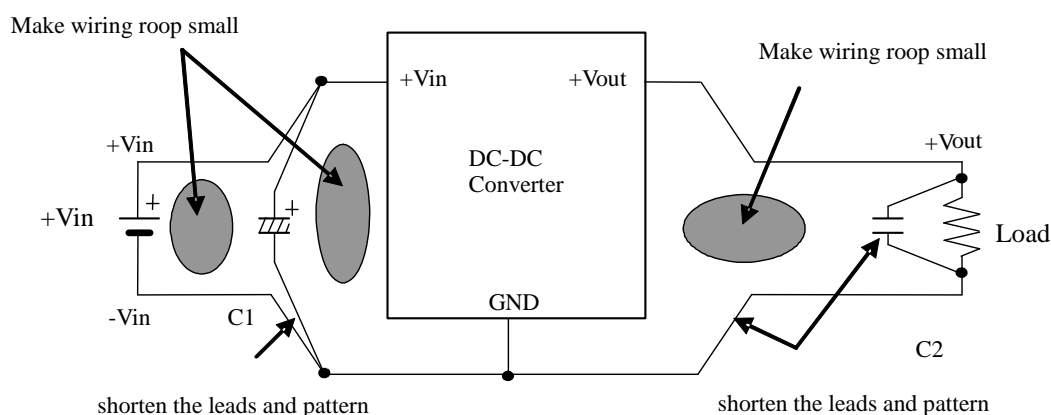 Make wiring roop small
Make wiring roop small
+Vin
+Vout
+Vin
+Vout
DC-DC
Converter
+
+
+Vin
Load
GND
-Vin
C1
C2
shorten the leads and pattern
shorten the leads and pattern